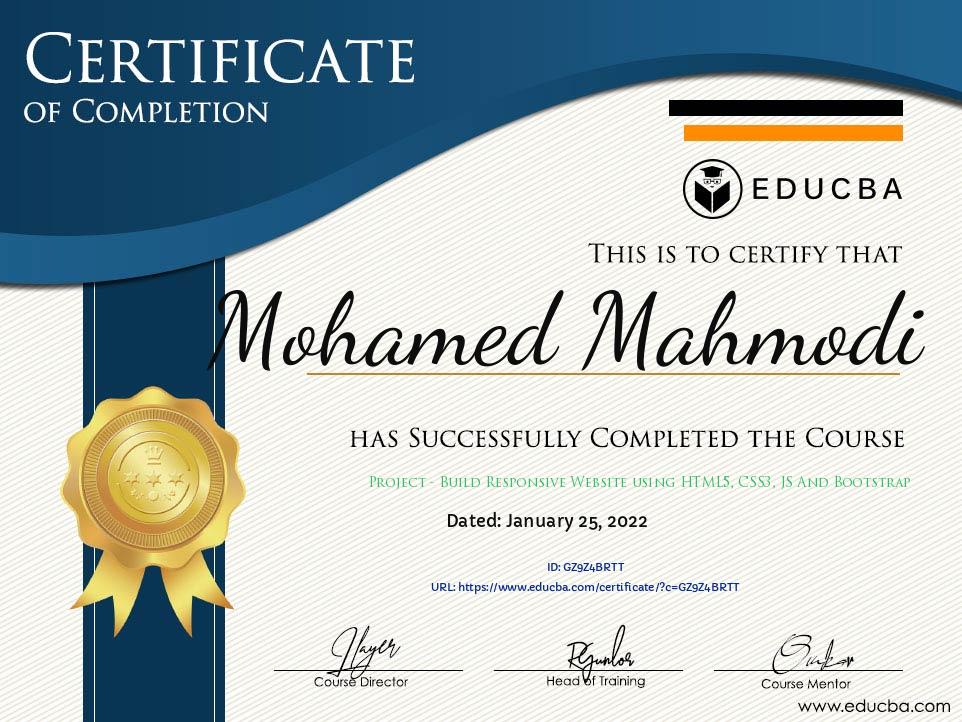 CERTIFICATE
OF COMPLETION
EDUCBA
THIS IS TO CERTIFY THAT
Mohamed Mahmodi
HAS SUCCESSFULLY COMPLETED THE COURSE
PROJECT - BUILD RESPONSIVE WEBSITE USING HTML5, CSS3, JS AND BOOTSTRAP
Dated: January 25, 2022
ID: GZ9Z4BRTT
URL: https://www.educba.com/certificate/?c=GZ9Z4BRTT
Course Director
Head of Training
Course Mentor
www.educba.com